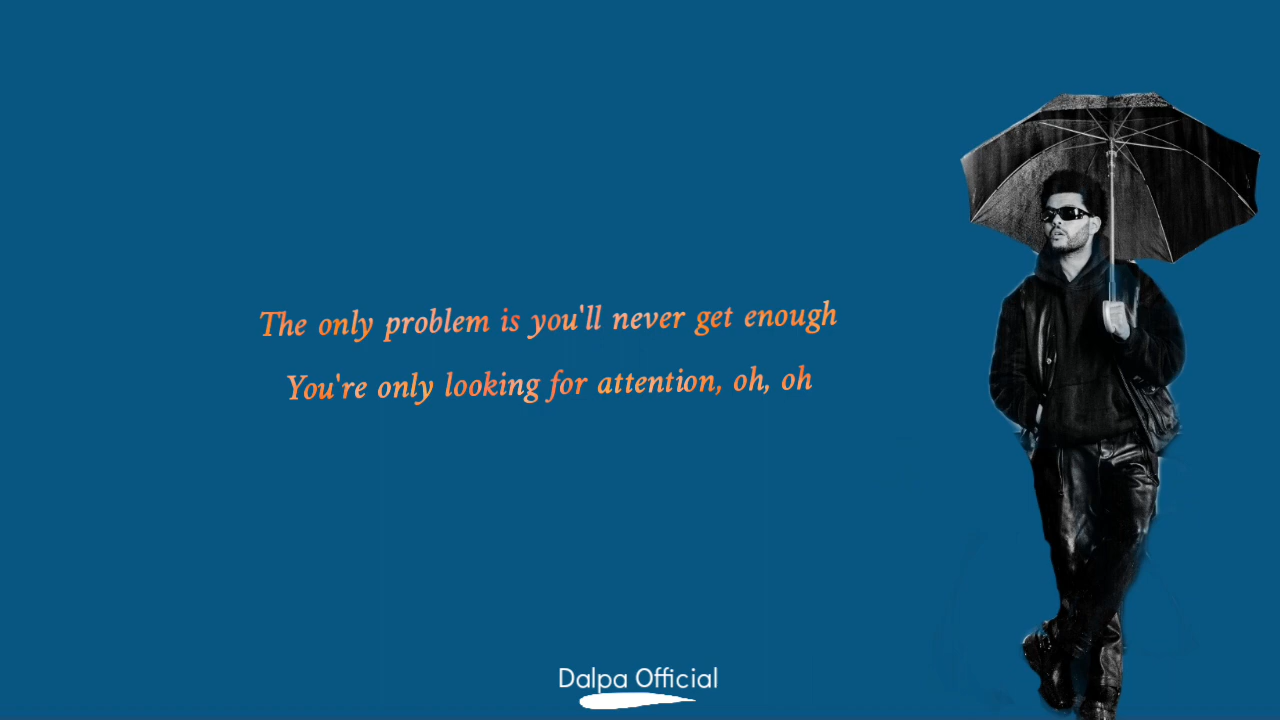 The only problem is you'll never get enough
You're only looking for attention, oh, oh
Dalpa Official